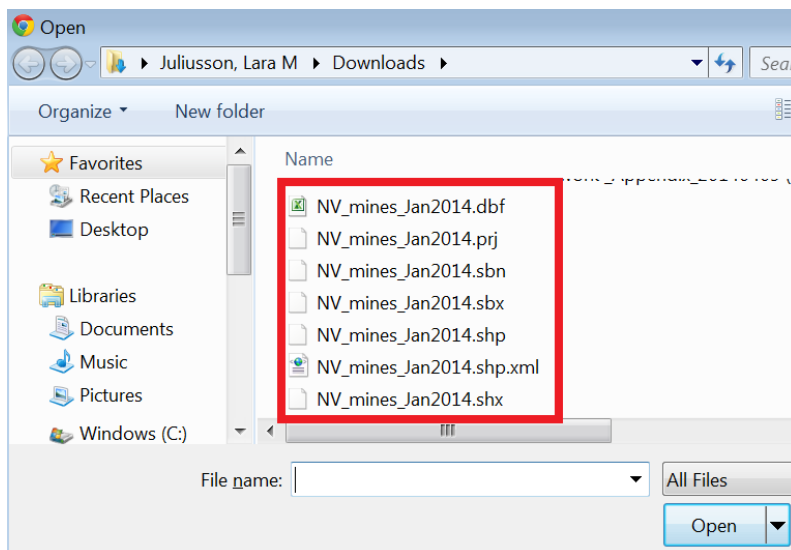 Open
Juliusson, Lara M Downloads
Organize New folder
Favorites
Recent Places
Desktop
Libraries
Documents
Music
Pictures
Windows (C:)
Name
NV_mines_Jan2014.dbf
NV_mines_Jan2014.prj
NV_mines_Jan2014.sbn
NV_mines_Jan2014.sbx
NV_mines_Jan2014.shp
NV_mines_Jan2014.shp.xml
NV_mines_Jan2014.shx
File name:
All Files
Open